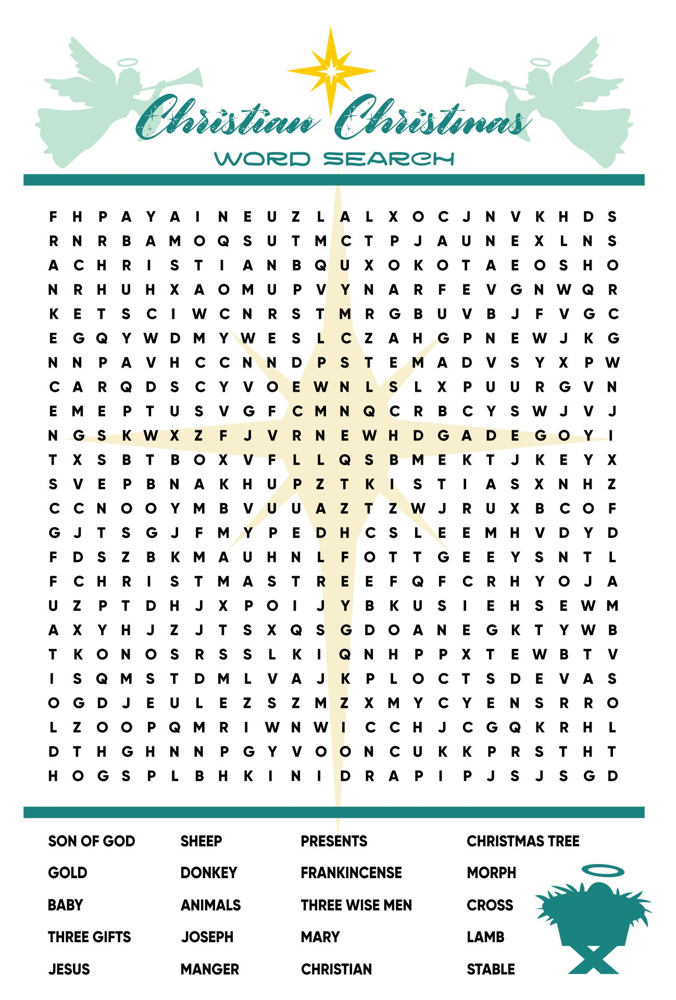 Christian Christmas
WORD SEARCH
F H P A Y A I N E U Z L A L X O C J N V K H D S
R N R B A M O Q S U T M C T P J A U N E X L N S
A C H R I S T I A N B Q U X O K O T A E O S H O
N R H U H X A O M U P V Y N A R F E V G N W Q R
K E T S C I W C N R S T M R G B U V B J F V G C
E G Q Y W D M Y W E S L C Z A H G P N E W J K G
N N P A V H C C N N D P S T E M A D V S Y X P W
C A R Q D S C Y V O E W N L S L X P U U R G V N
E M E P T U S V G F C M N Q C R B C Y S W J V J
N G S K W X Z F J V R N E W H D G A D E G O Y I
T X S B T B O X V F L L Q S B M E K T J K E Y X
S V E P B N A K H U P Z T K I S T I A S X N H Z
C C N O O Y M B V U U A Z T Z W J R U X B C O F
G J T S G J F M Y P E D H C S L E E M H V D Y D
F D S Z B K M A U H N L F O T T G E E Y S N T L
F C H R I S T M A S T R E E F Q F C R H Y O J A
U Z P T D H J X P O I J Y B K U S I E H S E W M
A X Y H J Z J T S X Q S G D O A N E G K T Y W B
T K O N O S R S S L K I Q N H P P X T E W B T V
I S Q M S T D M L V A J K P L O C T S D E V A S
O G D J E U L E Z S Z M Z X M Y C Y E N S R R O
L Z O O P Q M R I W N W I C C H J C G Q K R H L
D T H G H N N P G Y V O O N C U K K P R S T H T
H O G S P L B H K I N I D R A P I P J S J S G D
SON OF GOD SHEEP PRESENTS CHRISTMAS TREE
GOLD DONKEY FRANKINCENSE MORPH
BABY ANIMALS THREE WISE MEN CROSS
THREE GIFTS JOSEPH MARY LAMB
JESUS MANGER CHRISTIAN STABLE